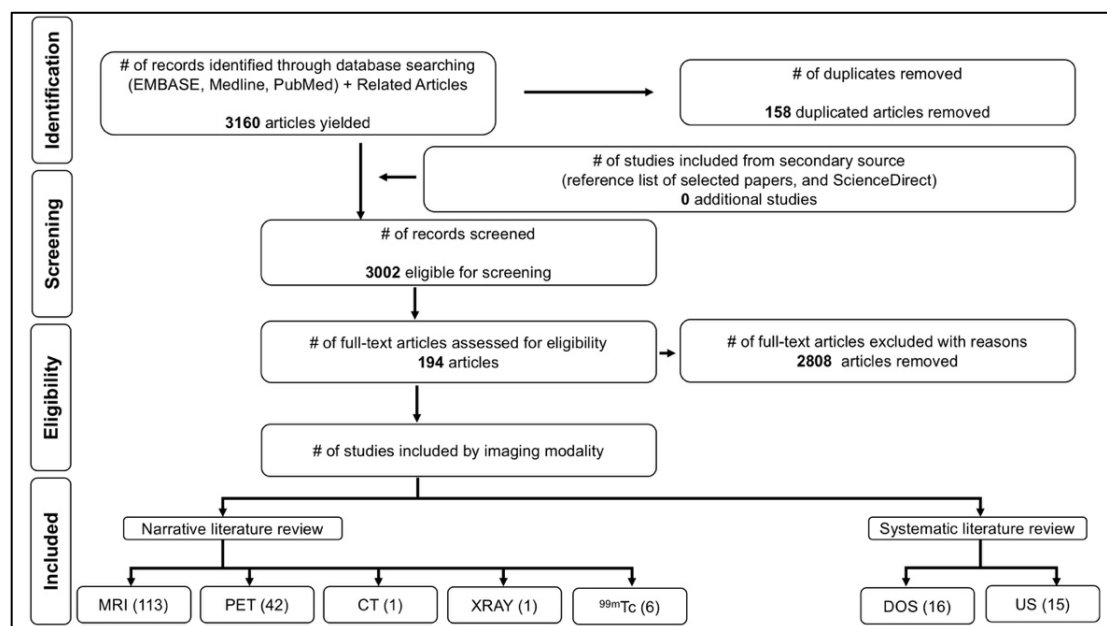 Identification
# of records identified through database searching
(EMBASE, Medline, PubMed) + Related Articles
3160 articles yielded
# of duplicates removed
158 duplicated articles removed
# of studies included from secondary source
(reference list of selected papers, and ScienceDirect)
0 additional studies
Screening
# of records screened
3002 eligible for screening
Eligibility
# of full-text articles assessed for eligibility
194 articles
# of full-text articles excluded with reasons
2808 articles removed
# of studies included by imaging modality
Included
Narrative literature review
Systematic literature review
MRI (113)
PET (42)
CT (1)
XRAY (1)
⁹⁹ᵐTc (6)
DOS (16)
US (15)